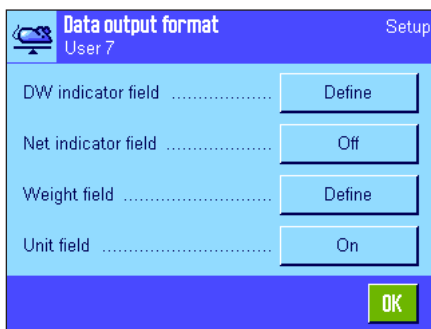 Data output format Setup
User 7
DW indicator field ................... Define
Net indicator field .................... Off
Weight field ............................ Define
Unit field ................................ On
OK